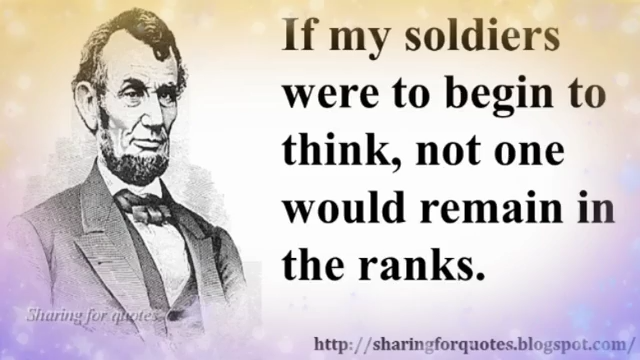 If my soldiers
were to begin to
think, not one
would remain in
the ranks.
Sharing for quotes
http://sharingforquotes.blogspot.com/